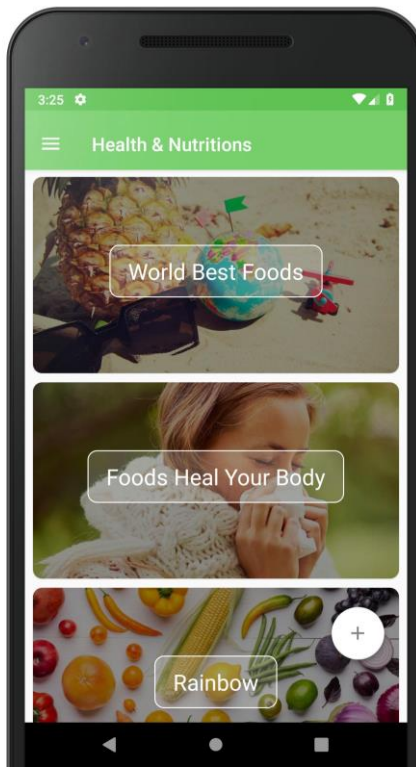 3:25
Health & Nutritions
World Best Foods
Foods Heal Your Body
Rainbow
+